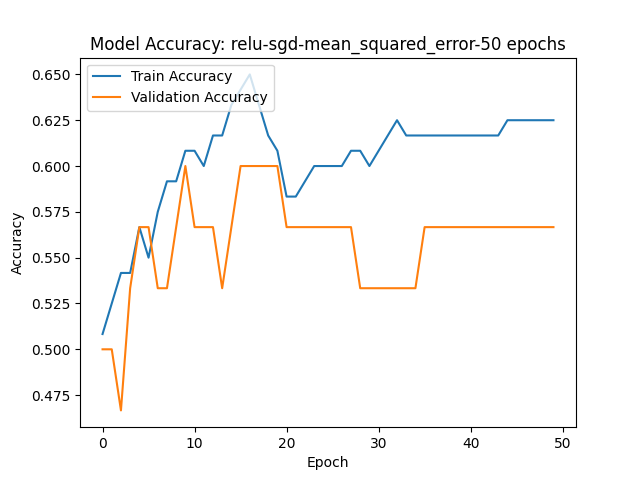 Model Accuracy: relu-sgd-mean_squared_error-50 epochs
Train Accuracy
Validation Accuracy
0.650
0.625
0.600
0.575
0.550
0.525
0.500
0.475
Accuracy
0 10 20 30 40 50
Epoch